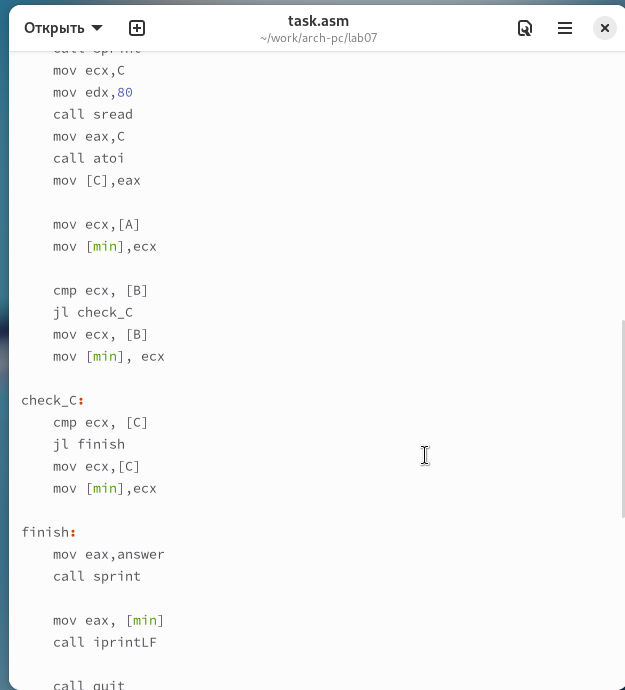 Открыть
task.asm
~/work/arch-pc/lab07
call sprint
mov ecx,C
mov edx,80
call sread
mov eax,C
call atoi
mov [C],eax
mov ecx,[A]
mov [min],ecx
cmp ecx, [B]
jl check_C
mov ecx, [B]
mov [min], ecx
check_C:
cmp ecx, [C]
jl finish
mov ecx,[C]
mov [min],ecx
finish:
mov eax,answer
call sprint
mov eax, [min]
call iprintLF
call quit